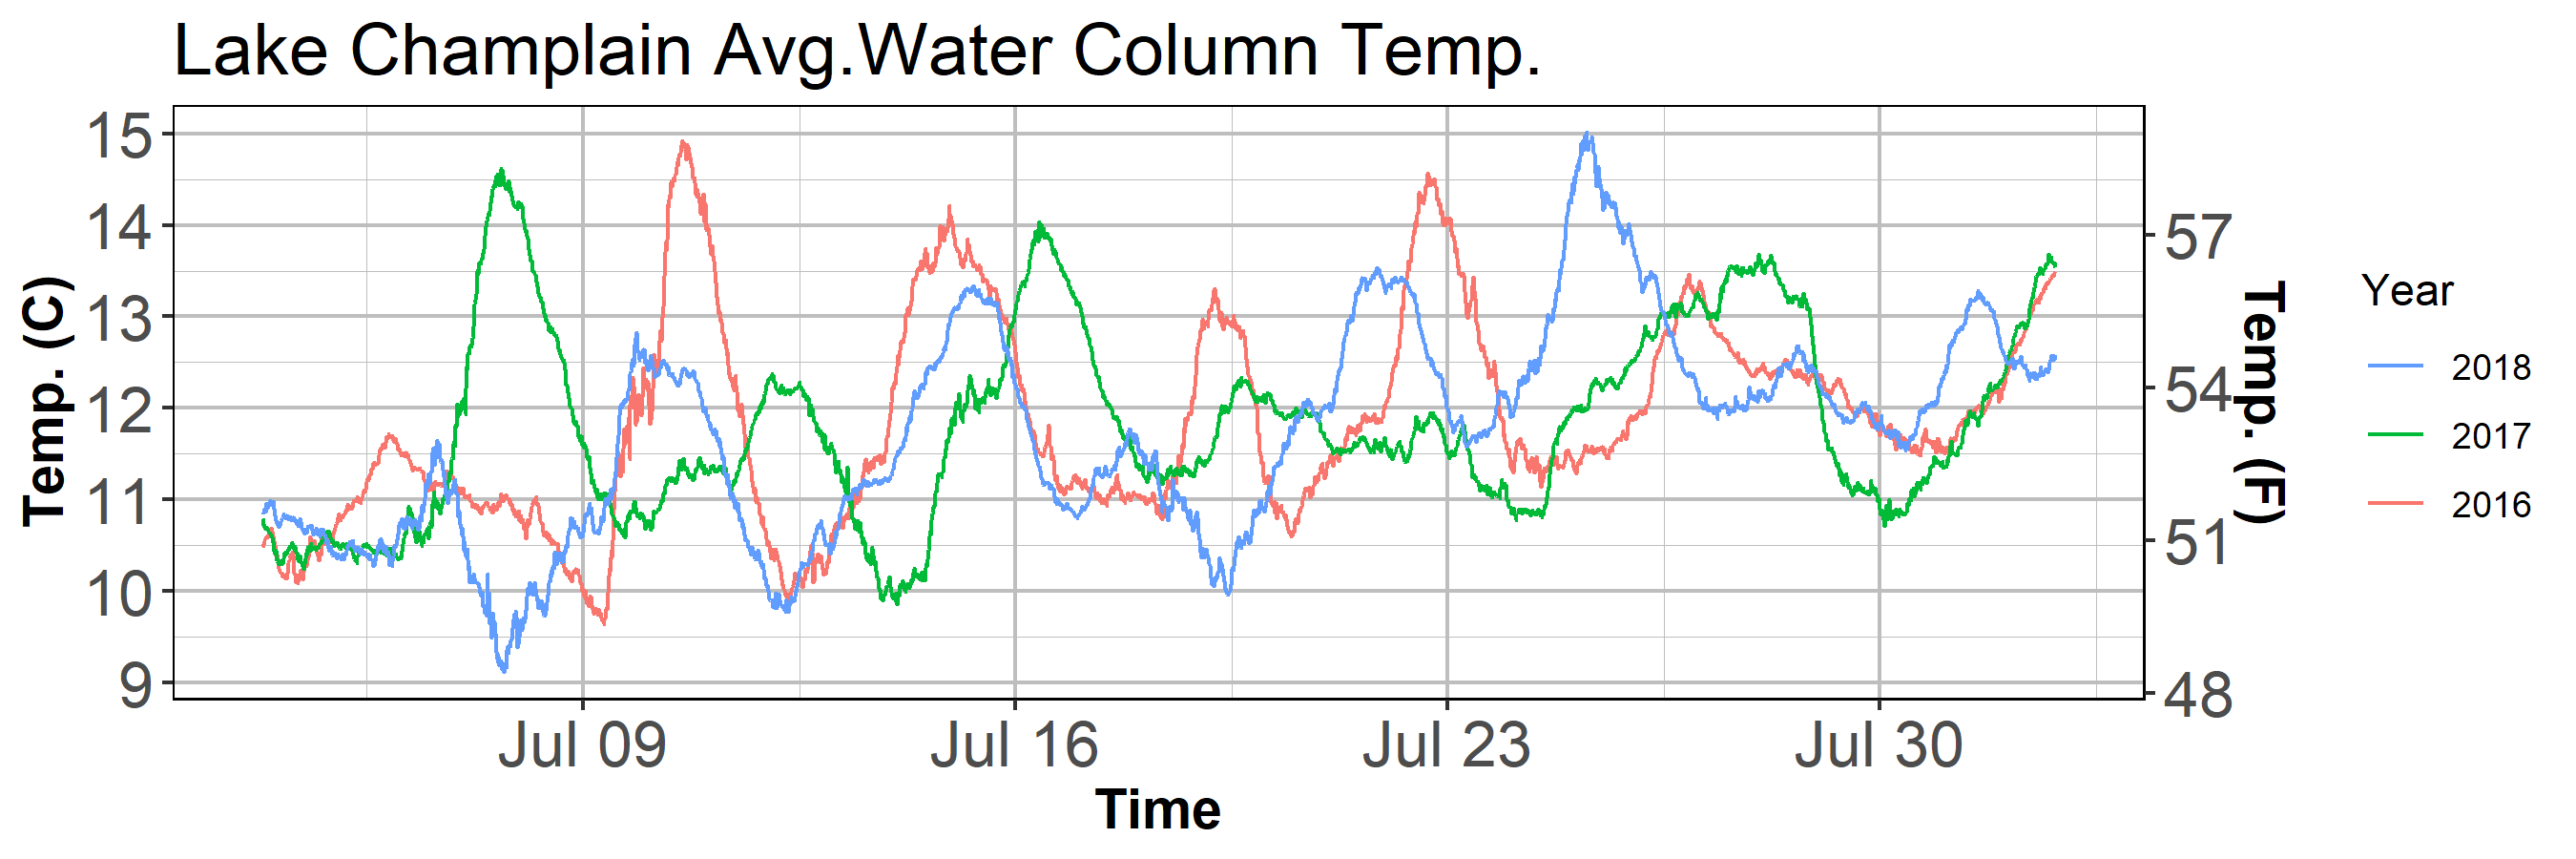 Lake Champlain Avg.Water Column Temp.
15
14
13
12
11
10
9
Temp. (C)
57
54
51
48
Temp. (F)
Jul 09
Jul 16
Jul 23
Jul 30
Time
Year
2018
2017
2016